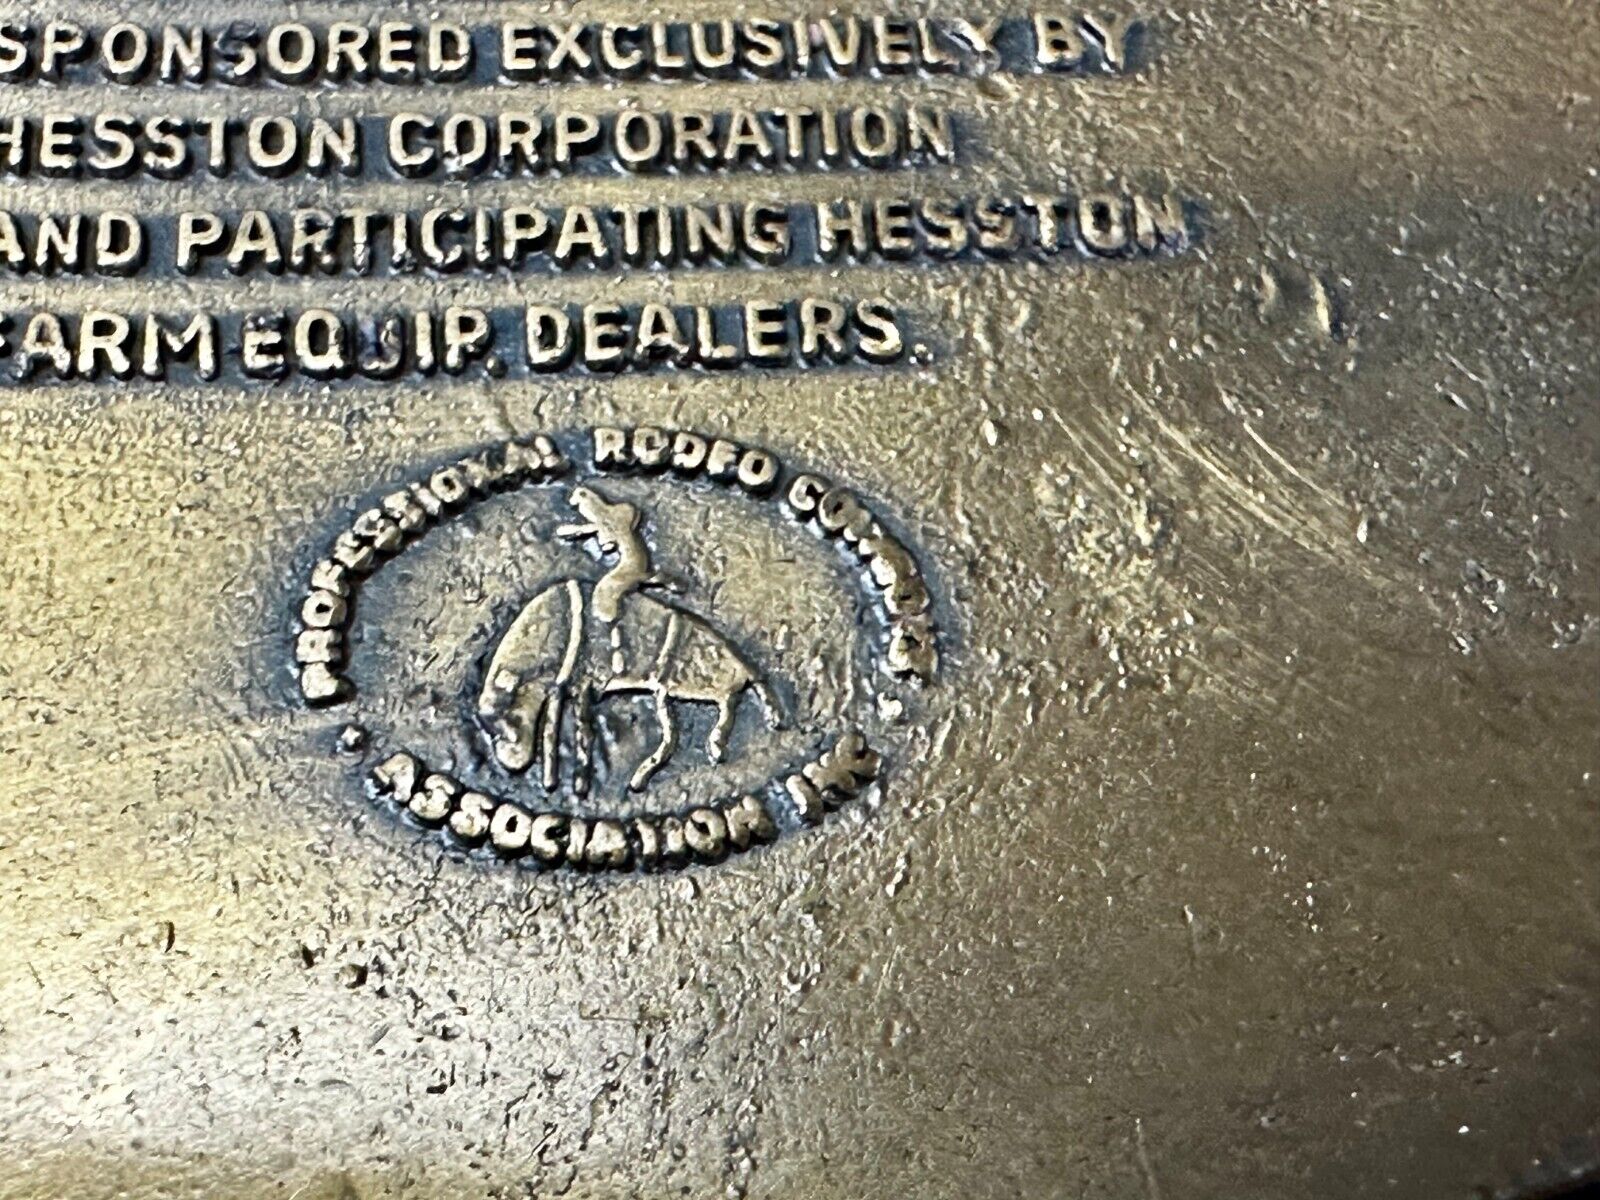 SPONSORED EXCLUSIVELY BY
HESSTON CORPORATION
AND PARTICIPATING HESSTON
FARM EQUIP. DEALERS.
PROFESSIONAL RODEO COWBOYS
• ASSOCIATION INC. •